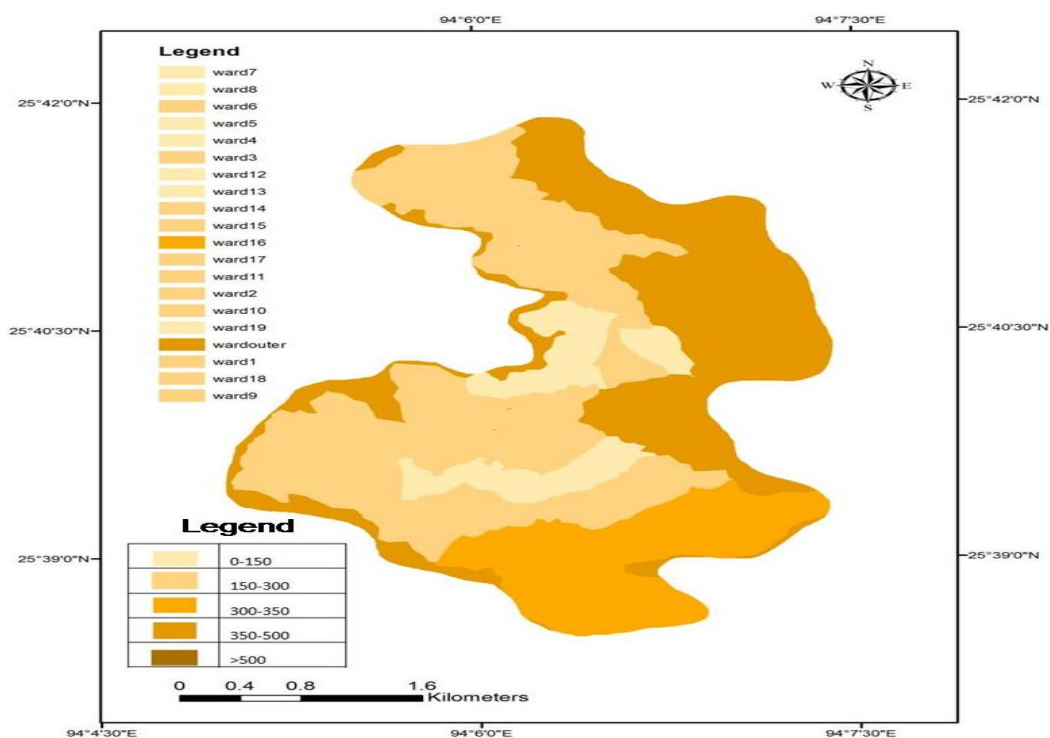 94°6'0"E
94°7'30"E
Legend
ward7
ward8
ward6
ward5
ward4
ward3
ward12
ward13
ward14
ward15
ward16
ward17
ward11
ward2
ward10
ward19
wardouter
ward1
ward18
ward9
N
W
E
S
25°42'0"N
25°42'0"N
25°40'30"N
25°40'30"N
25°39'0"N
25°39'0"N
Legend
0-150
150-300
300-350
350-500
>500
0 0.4 0.8 1.6
Kilometers
94°4'30"E
94°6'0"E
94°7'30"E